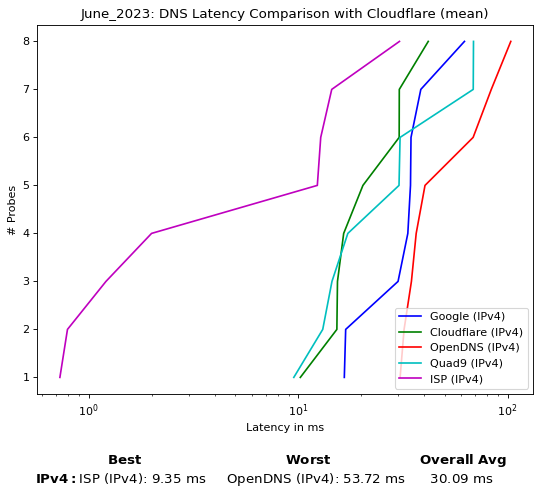 June_2023: DNS Latency Comparison with Cloudflare (mean)
# Probes
8
7
6
5
4
3
2
1
Google (IPv4)
Cloudflare (IPv4)
OpenDNS (IPv4)
Quad9 (IPv4)
ISP (IPv4)
10⁰ 10¹ 10²
Latency in ms
Best Worst Overall Avg
IPv4: ISP (IPv4): 9.35 ms OpenDNS (IPv4): 53.72 ms 30.09 ms